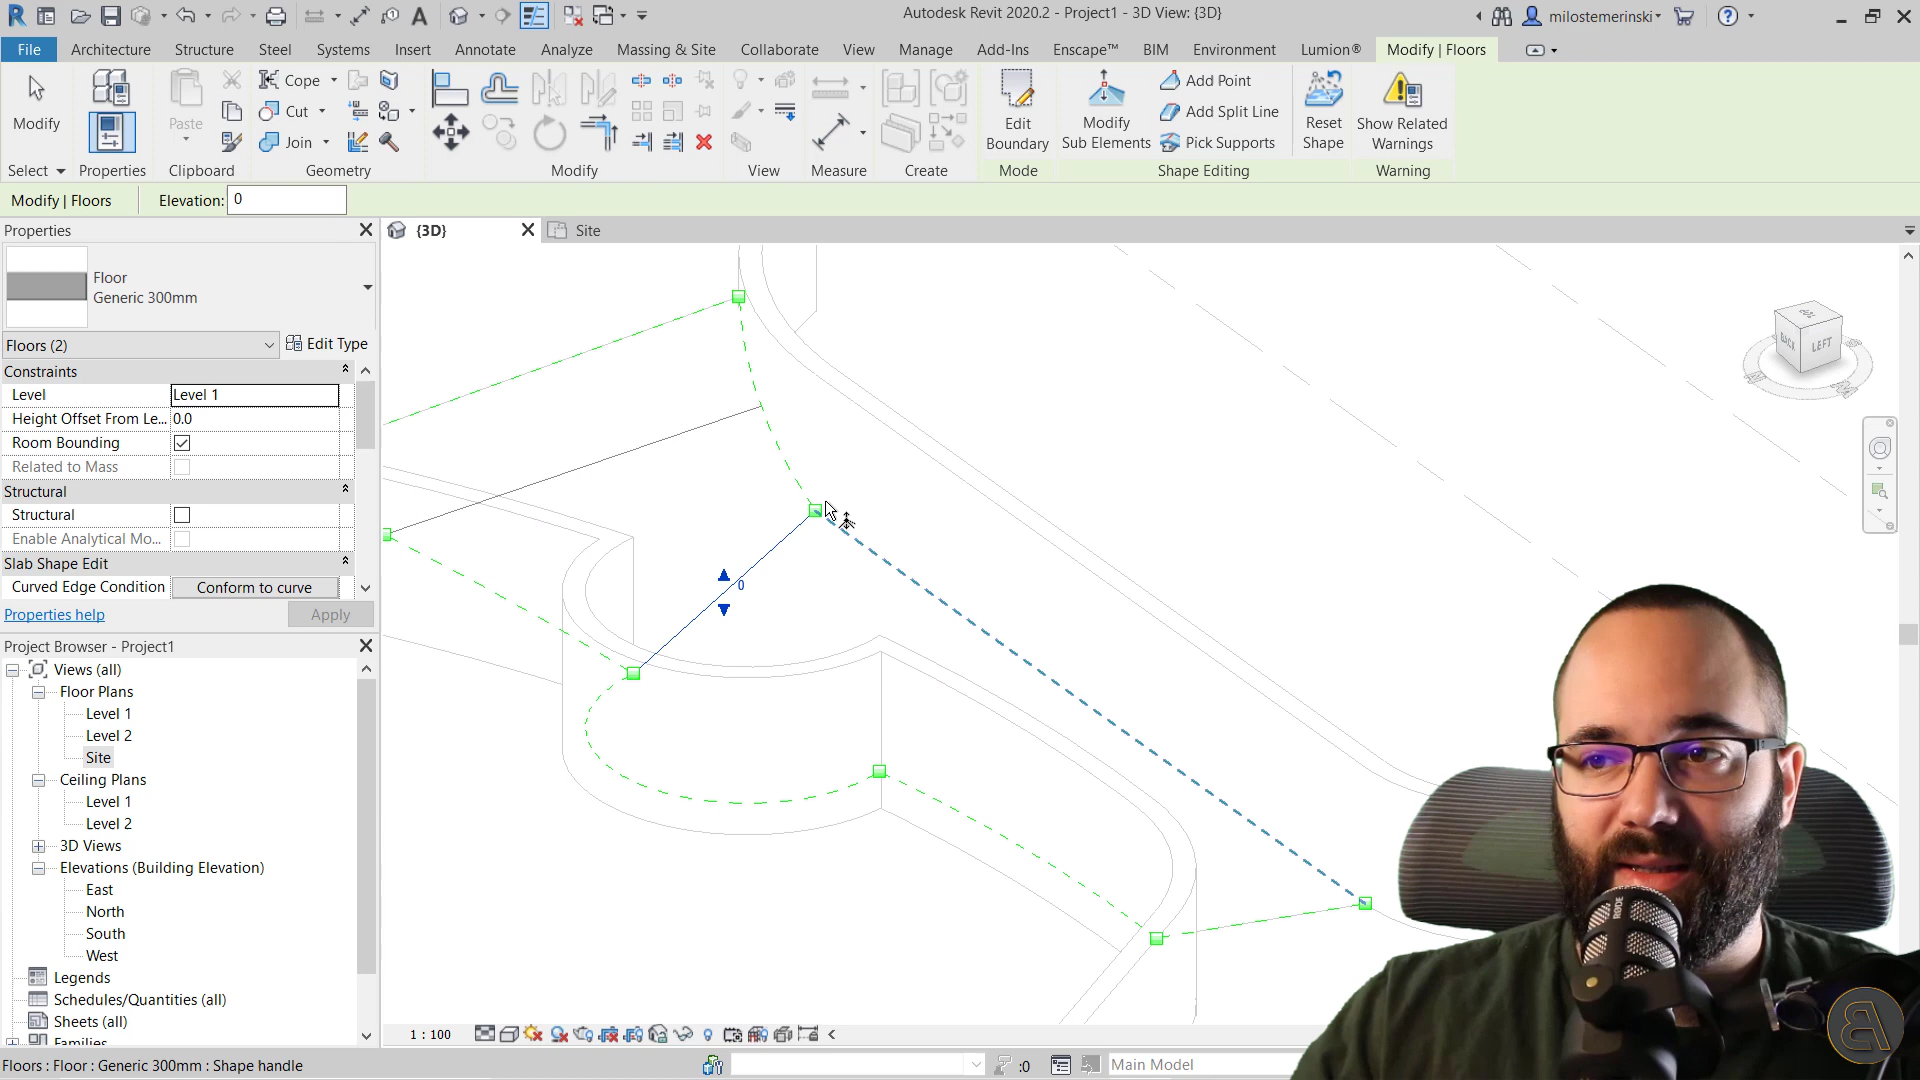 Autodesk Revit 2020.2 - Project1 - 3D View: {3D}
milostemerinski
File
Architecture
Structure
Steel
Systems
Insert
Annotate
Analyze
Massing & Site
Collaborate
View
Manage
Add-Ins
Enscape™
BIM
Environment
Lumion®
Modify | Floors
Modify
Paste
Cope
Cut
Join
Edit
Boundary
Modify
Sub Elements
Add Point
Add Split Line
Pick Supports
Reset
Shape
Show Related
Warnings
Select
Properties
Clipboard
Geometry
Modify
View
Measure
Create
Mode
Shape Editing
Warning
Modify | Floors
Elevation: 0
Properties
{3D}
Site
Floor
Generic 300mm
Floors (2)
Edit Type
Constraints
Level
Level 1
Height Offset From Le...
0.0
Room Bounding
Related to Mass
Structural
Structural
Enable Analytical Mo...
Slab Shape Edit
Curved Edge Condition
Conform to curve
Properties help
Apply
Project Browser - Project1
Views (all)
Floor Plans
Level 1
Level 2
Site
Ceiling Plans
Level 1
Level 2
3D Views
Elevations (Building Elevation)
East
North
South
West
Legends
Schedules/Quantities (all)
Sheets (all)
Families
0
TOP
BACK
LEFT
RØDE
1 : 100
Floors : Floor : Generic 300mm : Shape handle
:0
Main Model